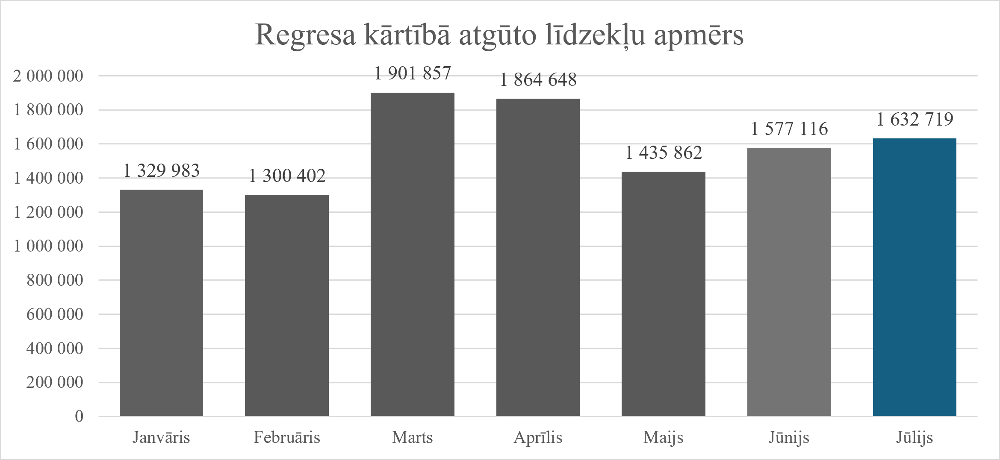 Regresa kārtībā atgūto līdzekļu apmērs
2 000 000
1 800 000
1 600 000
1 400 000
1 200 000
1 000 000
800 000
600 000
400 000
200 000
0
1 329 983
1 300 402
1 901 857
1 864 648
1 435 862
1 577 116
1 632 719
Janvāris Februāris Marts Aprīlis Maijs Jūnijs Jūlijs